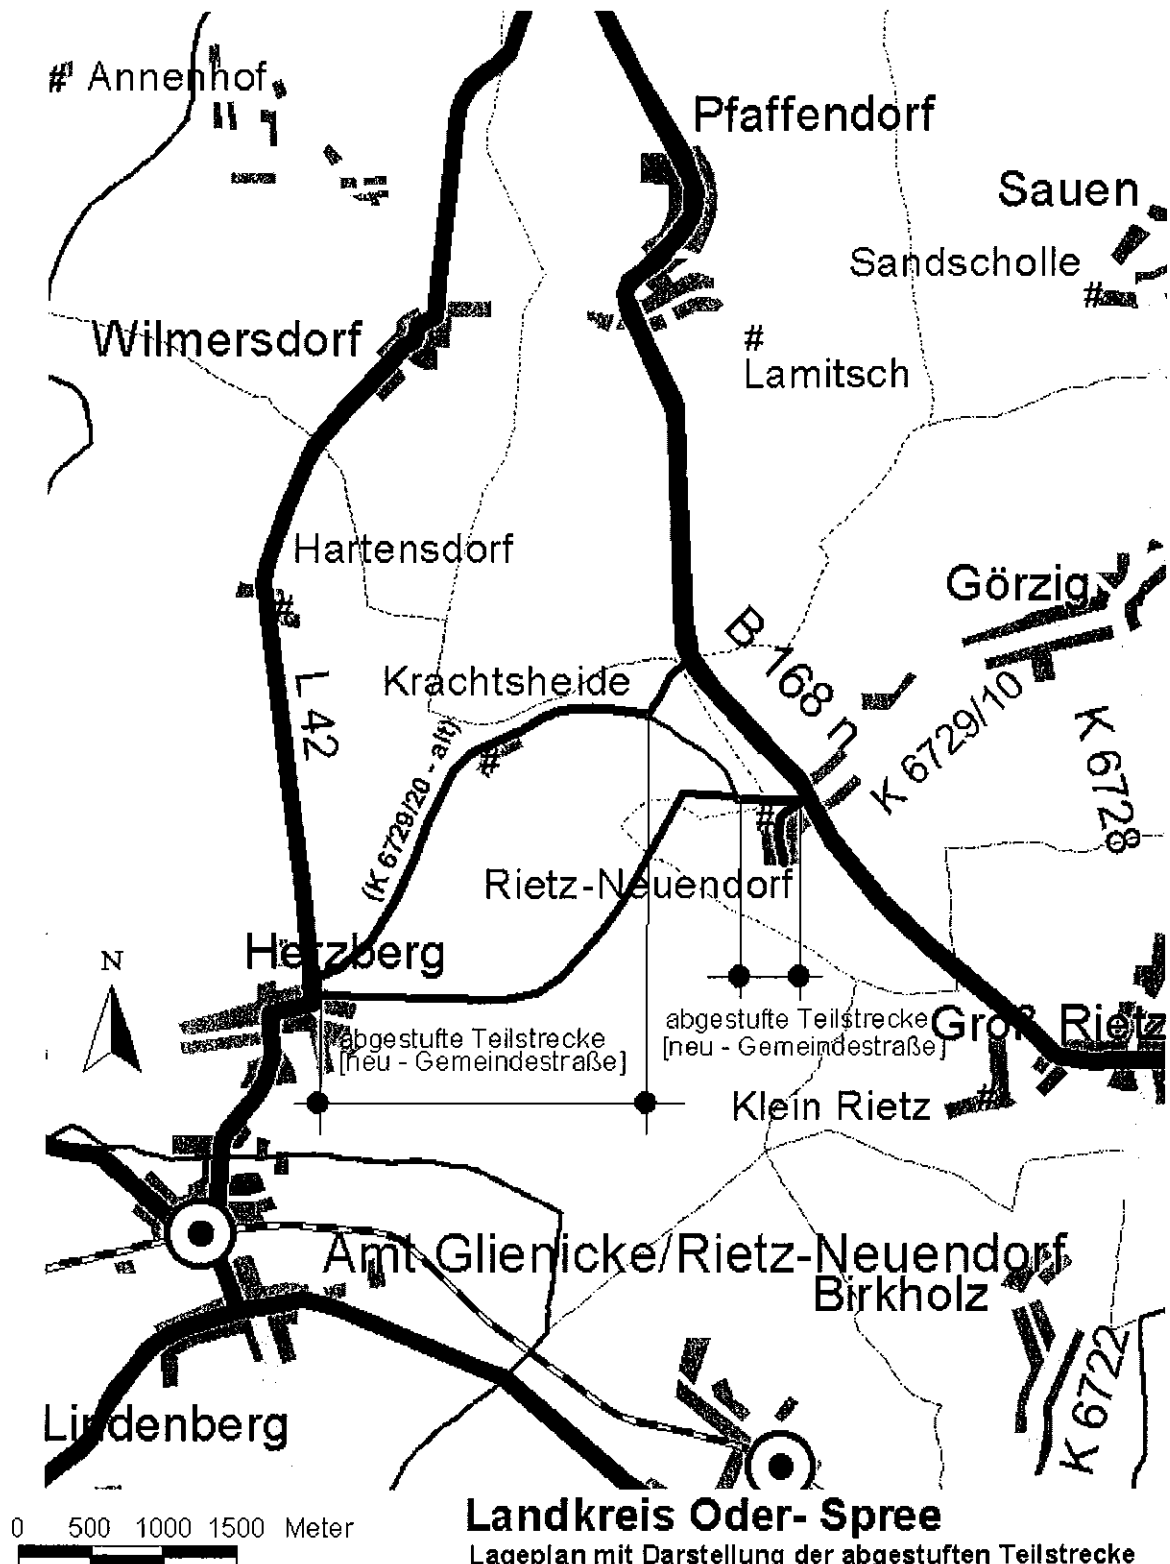 # Annenhof
Pfaffendorf
Sauen
Sandscholle
#
Wilmersdorf
#
Lamitsch
Hartensdorf
#
Görzig
B 168 n
Krachtsheide
K 6729/10
L 42
K 6728
(K 6729/20 - alt)
#
#
Rietz-Neuendorf
Herzberg
N
abgestufte Teilstrecke
[neu - Gemeindestraße]
abgestufte Teilstrecke
[neu - Gemeindestraße]
Groß Rietz
#
Klein Rietz
Amt Glienicke/Rietz-Neuendorf
Birkholz
K 6722
Lindenberg
0 500 1000 1500 Meter
Landkreis Oder- Spree
Lageplan mit Darstellung der abgestuften Teilstrecke